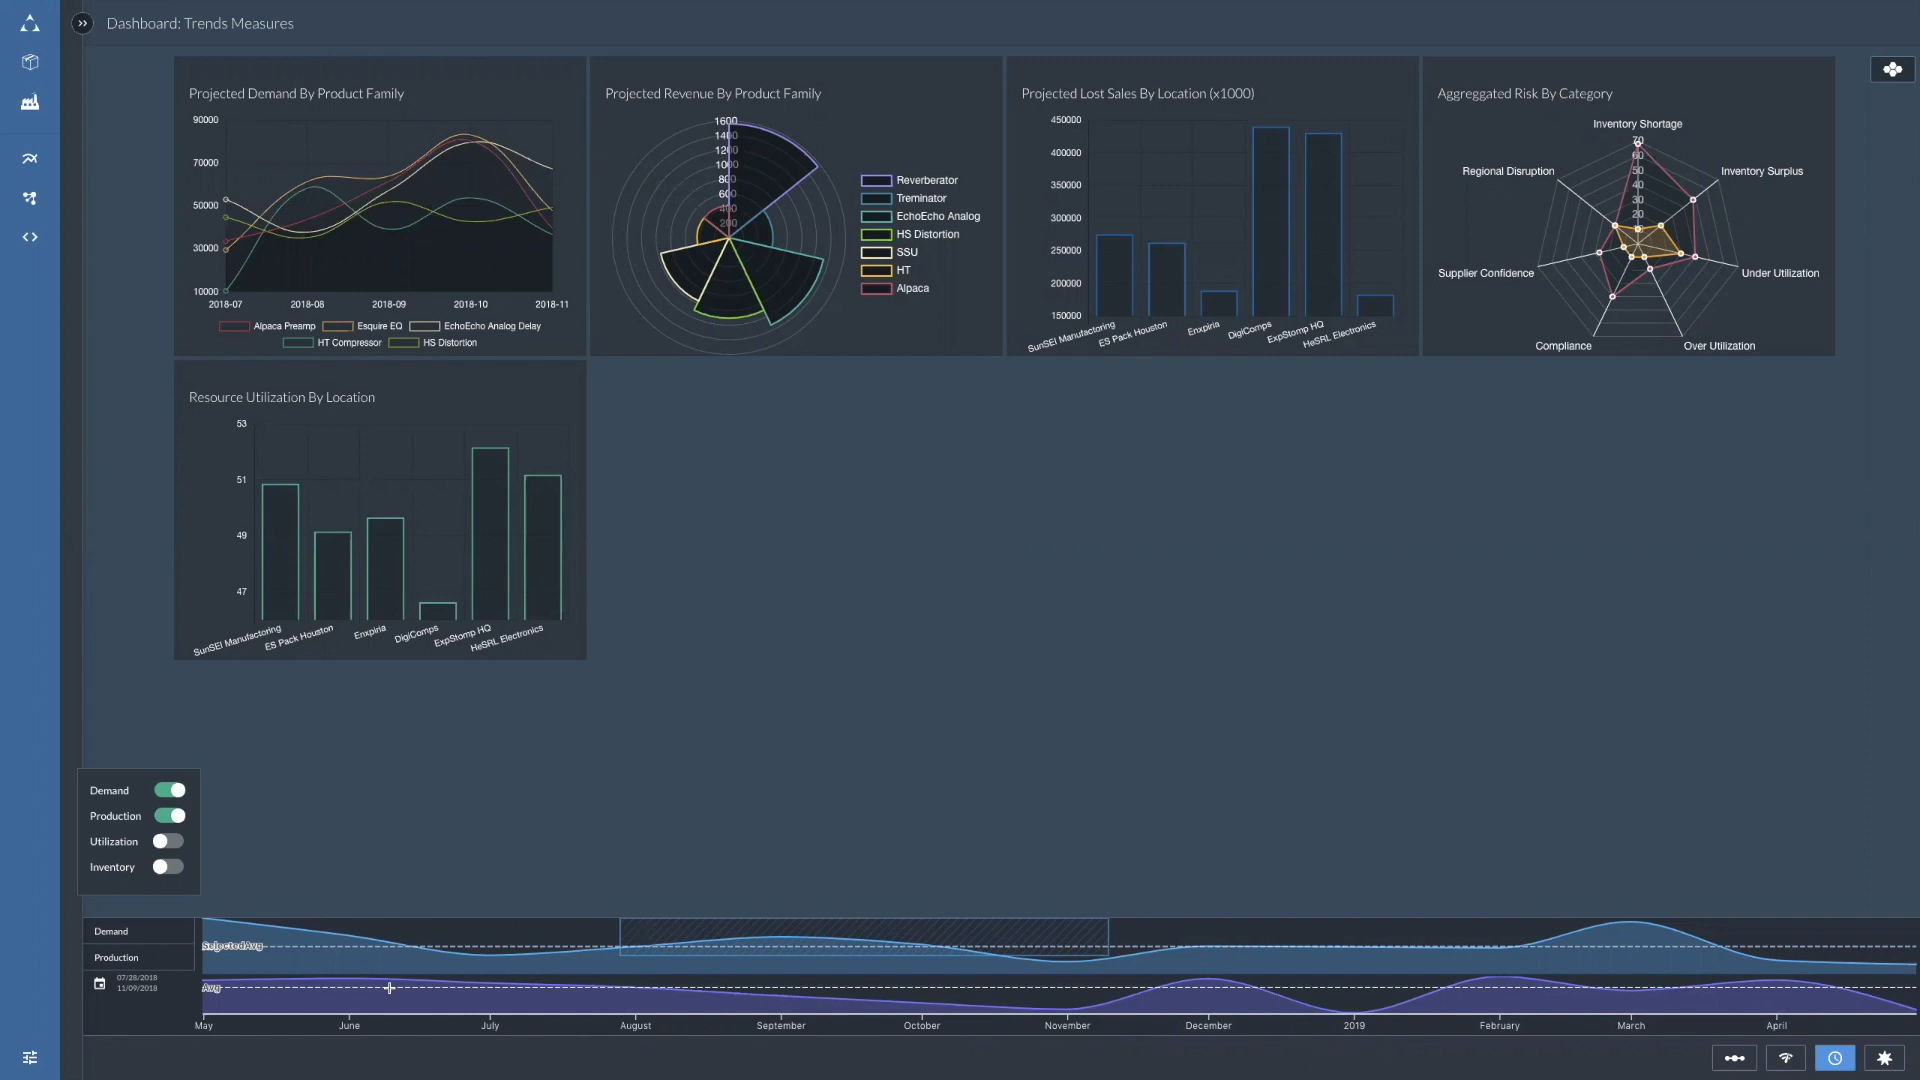 Dashboard: Trends Measures
Projected Demand By Product Family
90000
70000
50000
30000
10000
2018-07 2018-08 2018-09 2018-10 2018-11
Alpaca Preamp Esquire EQ EchoEcho Analog Delay
HT Compressor HS Distortion
Projected Revenue By Product Family
1600
1400
1200
1000
800
600
400
200
Reverberator
Treminator
EchoEcho Analog
HS Distortion
SSU
HT
Alpaca
Projected Lost Sales By Location (x1000)
450000
400000
350000
300000
250000
200000
150000
SunSEI Manufactoring
ES Pack Houston
Enxpiria
DigiComps
ExpStomp HQ
HeSRL Electronics
Aggreggated Risk By Category
Inventory Shortage
70
60
50
40
30
20
Regional Disruption
Inventory Surplus
Supplier Confidence
Under Utilization
Compliance
Over Utilization
Resource Utilization By Location
53
51
49
47
SunSEI Manufactoring
ES Pack Houston
Enxpiria
DigiComps
ExpStomp HQ
HeSRL Electronics
Demand
Production
Utilization
Inventory
Demand
SelectedAvg
Production
07/28/2018
11/09/2018
Avg
May June July August September October November December 2019 February March April